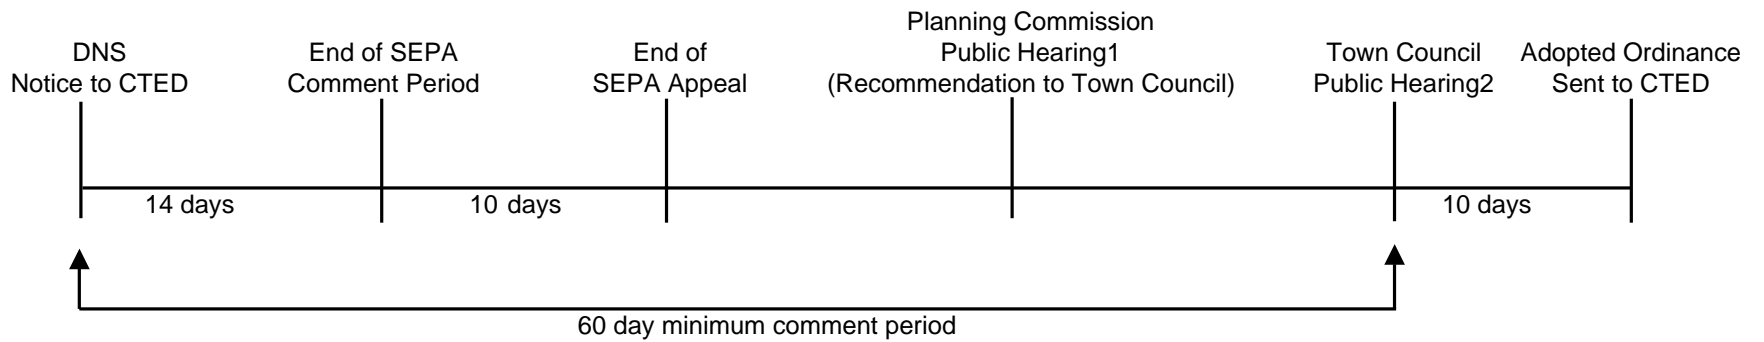 DNS
Notice to CTED
End of SEPA
Comment Period
End of
SEPA Appeal
Planning Commission
Public Hearing1
(Recommendation to Town Council)
Town Council
Public Hearing2
Adopted Ordinance
Sent to CTED
14 days
10 days
10 days
60 day minimum comment period